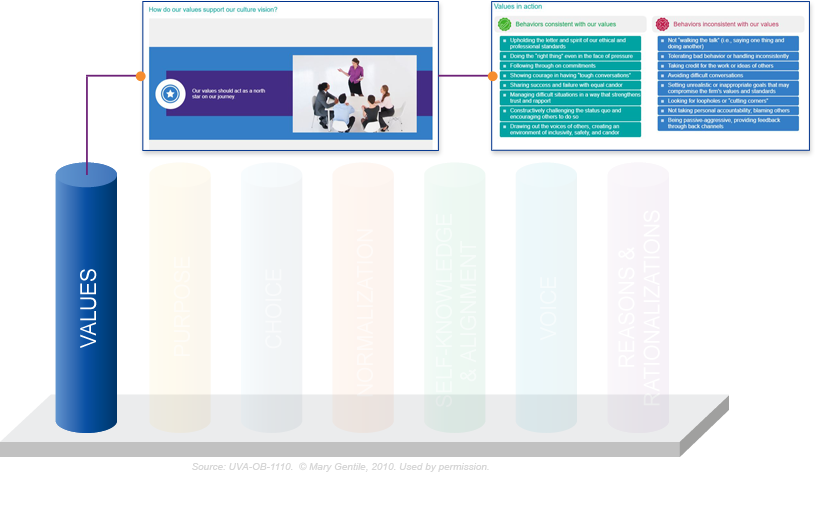 How do our values support our culture vision?
Our values should act as a north
star on our journey
Values in action
Behaviors consistent with our values
Upholding the letter and spirit of our ethical and
professional standards
Doing the "right thing" even in the face of pressure
Following through on commitments
Showing courage in having "tough conversations"
Sharing success and failure with equal candor
Managing difficult situations in a way that strengthens
trust and rapport
Constructively challenging the status quo and
encouraging others to do so
Drawing out the voices of others, creating an
environment of inclusivity, safety, and candor
Behaviors inconsistent with our values
Not "walking the talk" (i.e., saying one thing and
doing another)
Tolerating bad behavior or handling inconsistently
Taking credit for the work or ideas of others
Avoiding difficult conversations
Setting unrealistic or inappropriate goals that may
compromise the firm's values and standards
Looking for loopholes or "cutting corners"
Not taking personal accountability; blaming others
Being passive-aggressive, providing feedback
through back channels
VALUES
PURPOSE
CHOICE
NORMALIZATION
SELF-KNOWLEDGE
& ALIGNMENT
VOICE
REASONS &
RATIONALIZATIONS
Source: UVA-OB-1110. © Mary Gentile, 2010. Used by permission.